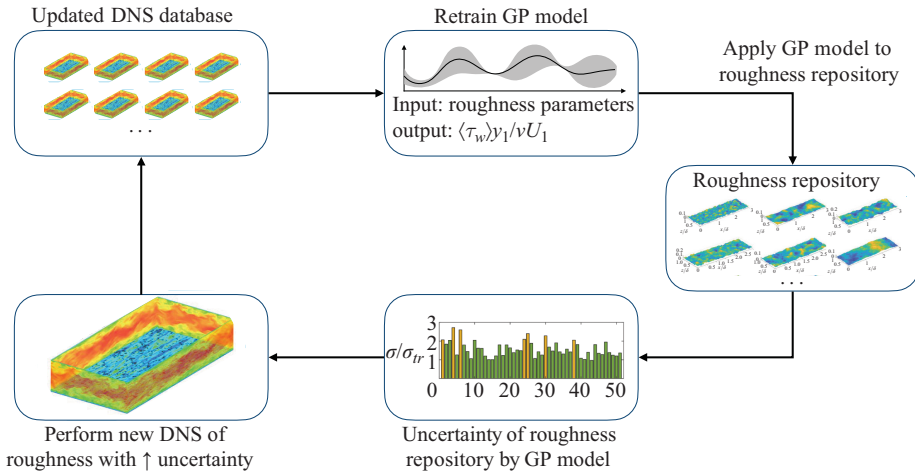 Updated DNS database
. . .
Retrain GP model
Input: roughness parameters
output: ⟨τw⟩y1/νU1
Apply GP model to
roughness repository
Roughness repository
. . .
3
2
σ/σtr
1
0 10 20 30 40 50
Uncertainty of roughness
repository by GP model
Perform new DNS of
roughness with ↑ uncertainty